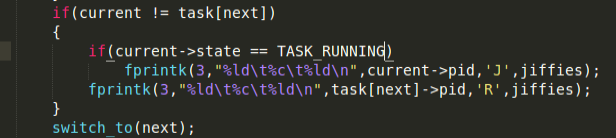 if(current != task[next])
{
if(current->state == TASK_RUNNING)
fprintk(3,"%ld\t%c\t%ld\n",current->pid,'J',jiffies);
fprintk(3,"%ld\t%c\t%ld\n",task[next]->pid,'R',jiffies);
}
switch_to(next);